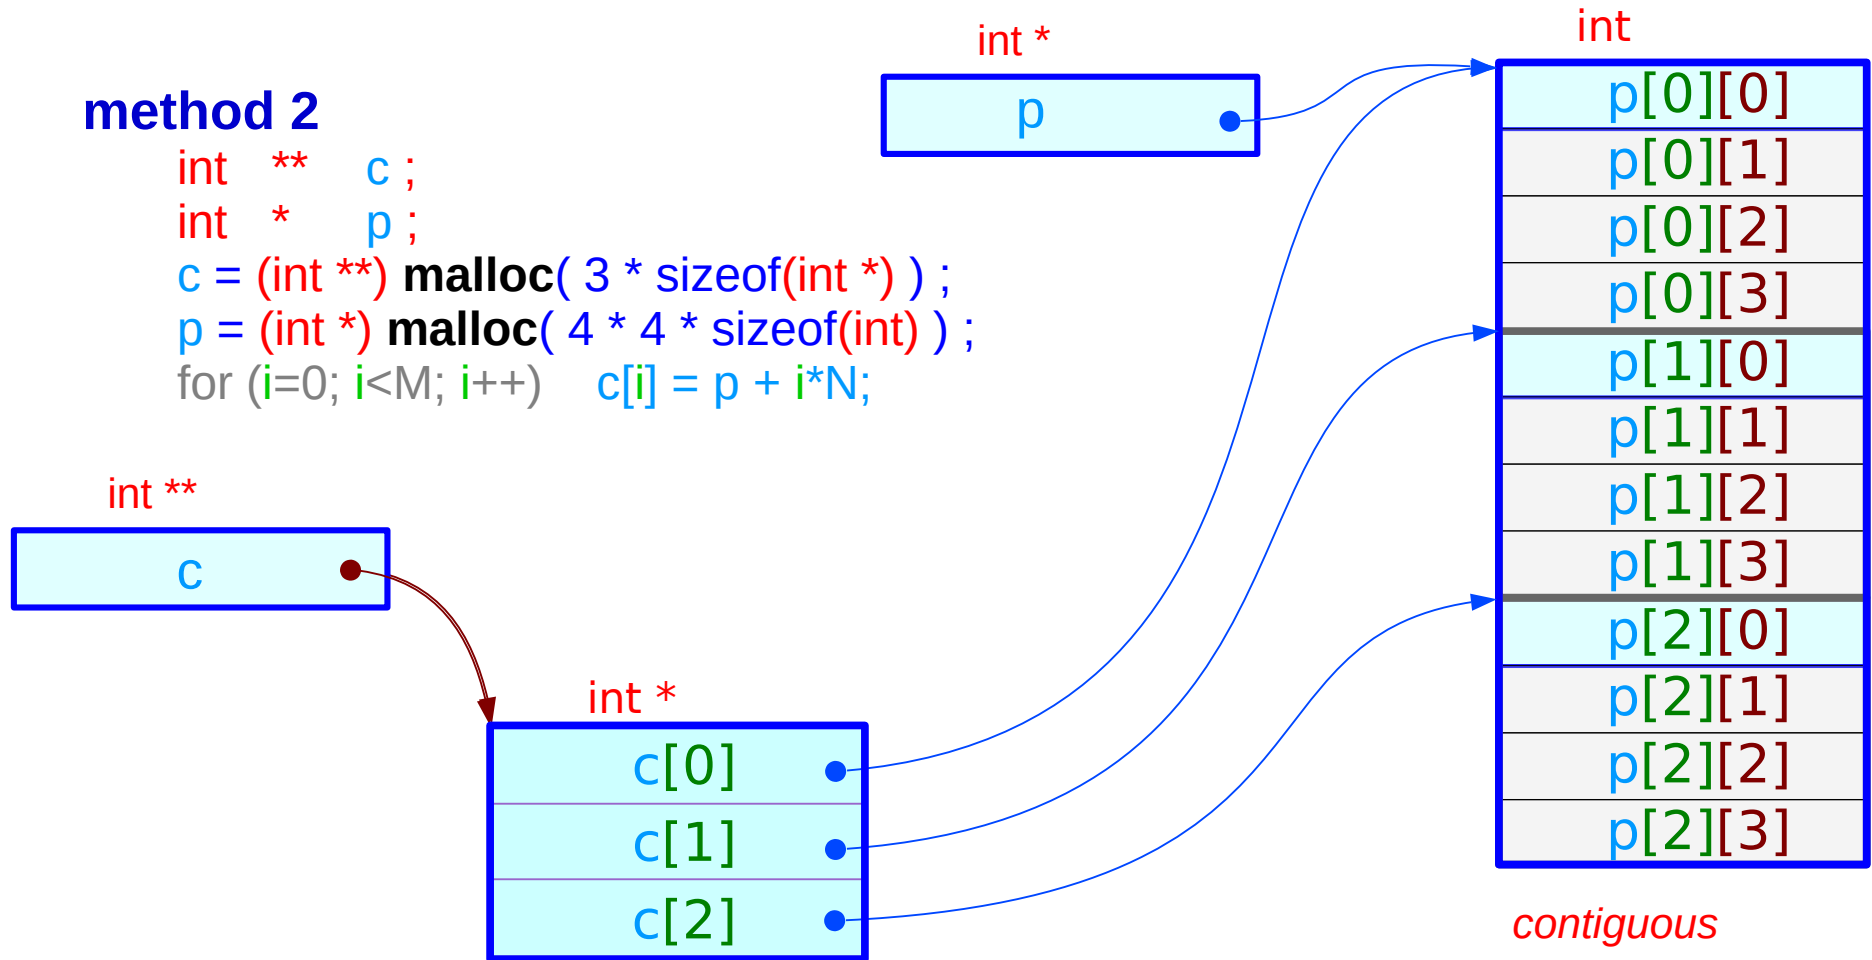 method 2
int ** c ;
int * p ;
c = (int **) malloc( 3 * sizeof(int *) ) ;
p = (int *) malloc( 4 * 4 * sizeof(int) ) ;
for (i=0; i<M; i++) c[i] = p + i*N;
int *
p
int **
c
int *
c[0]
c[1]
c[2]
int
p[0][0]
p[0][1]
p[0][2]
p[0][3]
p[1][0]
p[1][1]
p[1][2]
p[1][3]
p[2][0]
p[2][1]
p[2][2]
p[2][3]
contiguous